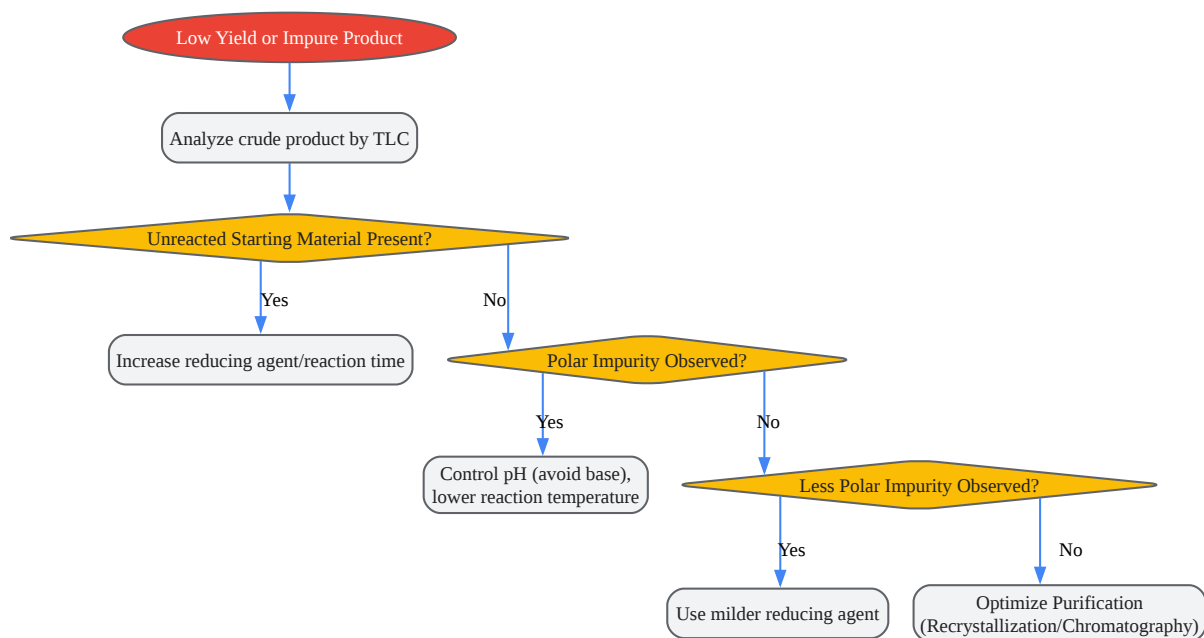 Low Yield or Impure Product
Analyze crude product by TLC
Unreacted Starting Material Present?
Yes
No
Increase reducing agent/reaction time
Polar Impurity Observed?
Yes
No
Control pH (avoid base),
lower reaction temperature
Less Polar Impurity Observed?
Yes
No
Use milder reducing agent
Optimize Purification
(Recrystallization/Chromatography)